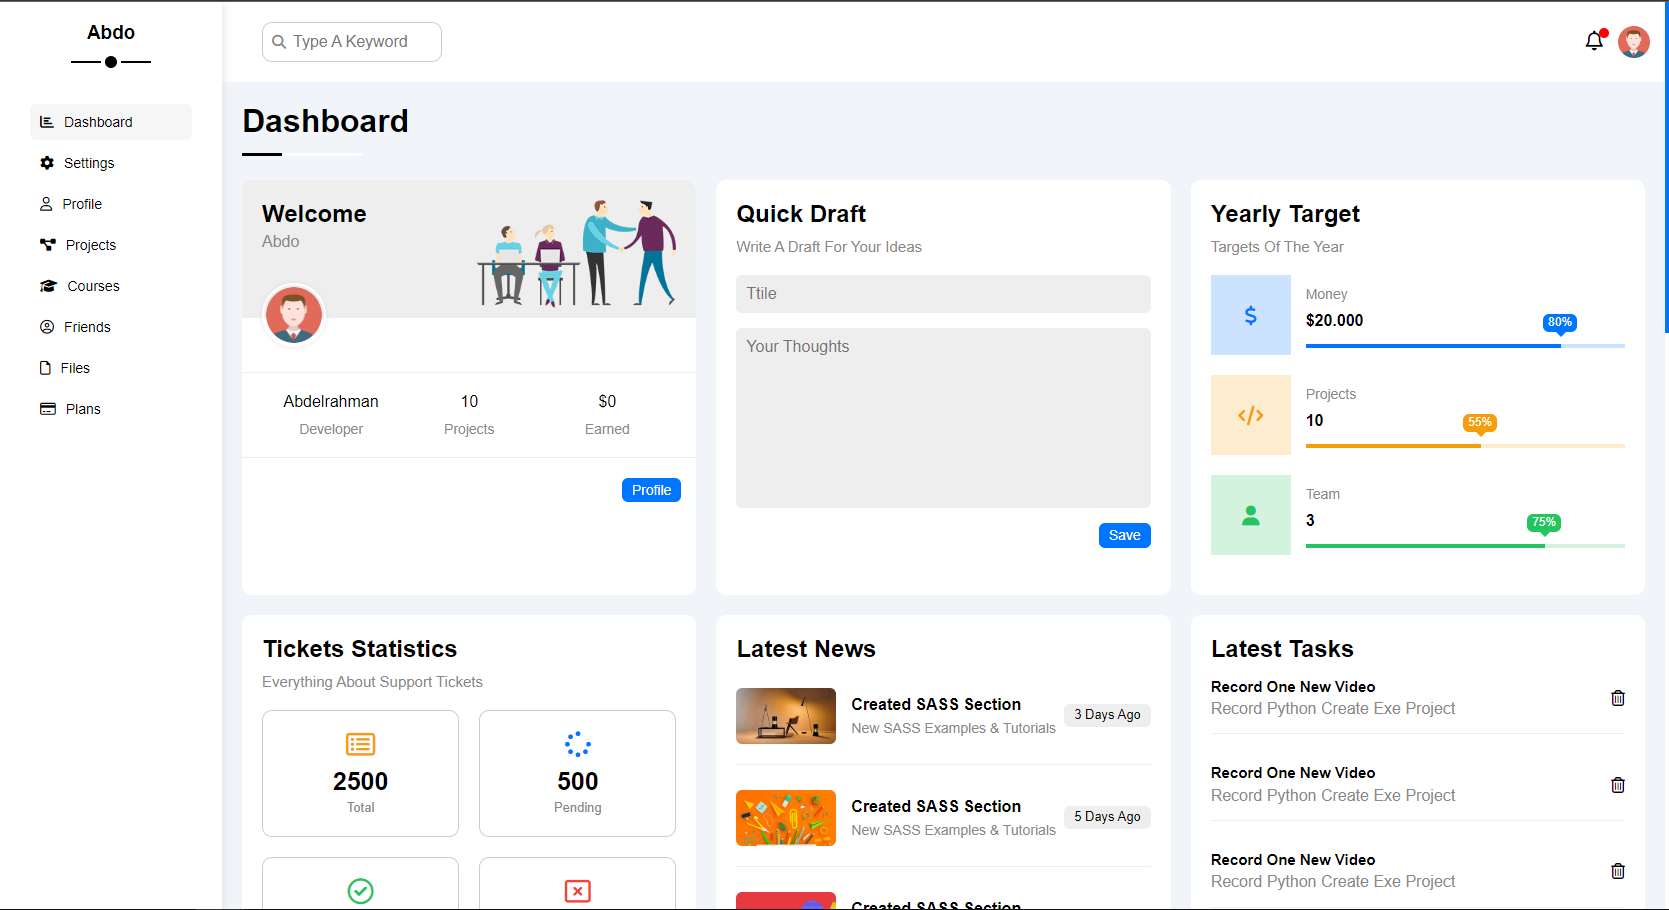 Abdo
Dashboard
Settings
Profile
Projects
Courses
Friends
Files
Plans
Type A Keyword
Dashboard
Welcome
Abdo
Abdelrahman
Developer
10
Projects
$0
Earned
Profile
Quick Draft
Write A Draft For Your Ideas
Ttile
Your Thoughts
Save
Yearly Target
Targets Of The Year
Money
$20.000
80%
Projects
10
55%
Team
3
75%
Tickets Statistics
Everything About Support Tickets
2500
Total
500
Pending
Latest News
Created SASS Section
New SASS Examples & Tutorials
3 Days Ago
Created SASS Section
New SASS Examples & Tutorials
5 Days Ago
Created SASS Section
Latest Tasks
Record One New Video
Record Python Create Exe Project
Record One New Video
Record Python Create Exe Project
Record One New Video
Record Python Create Exe Project